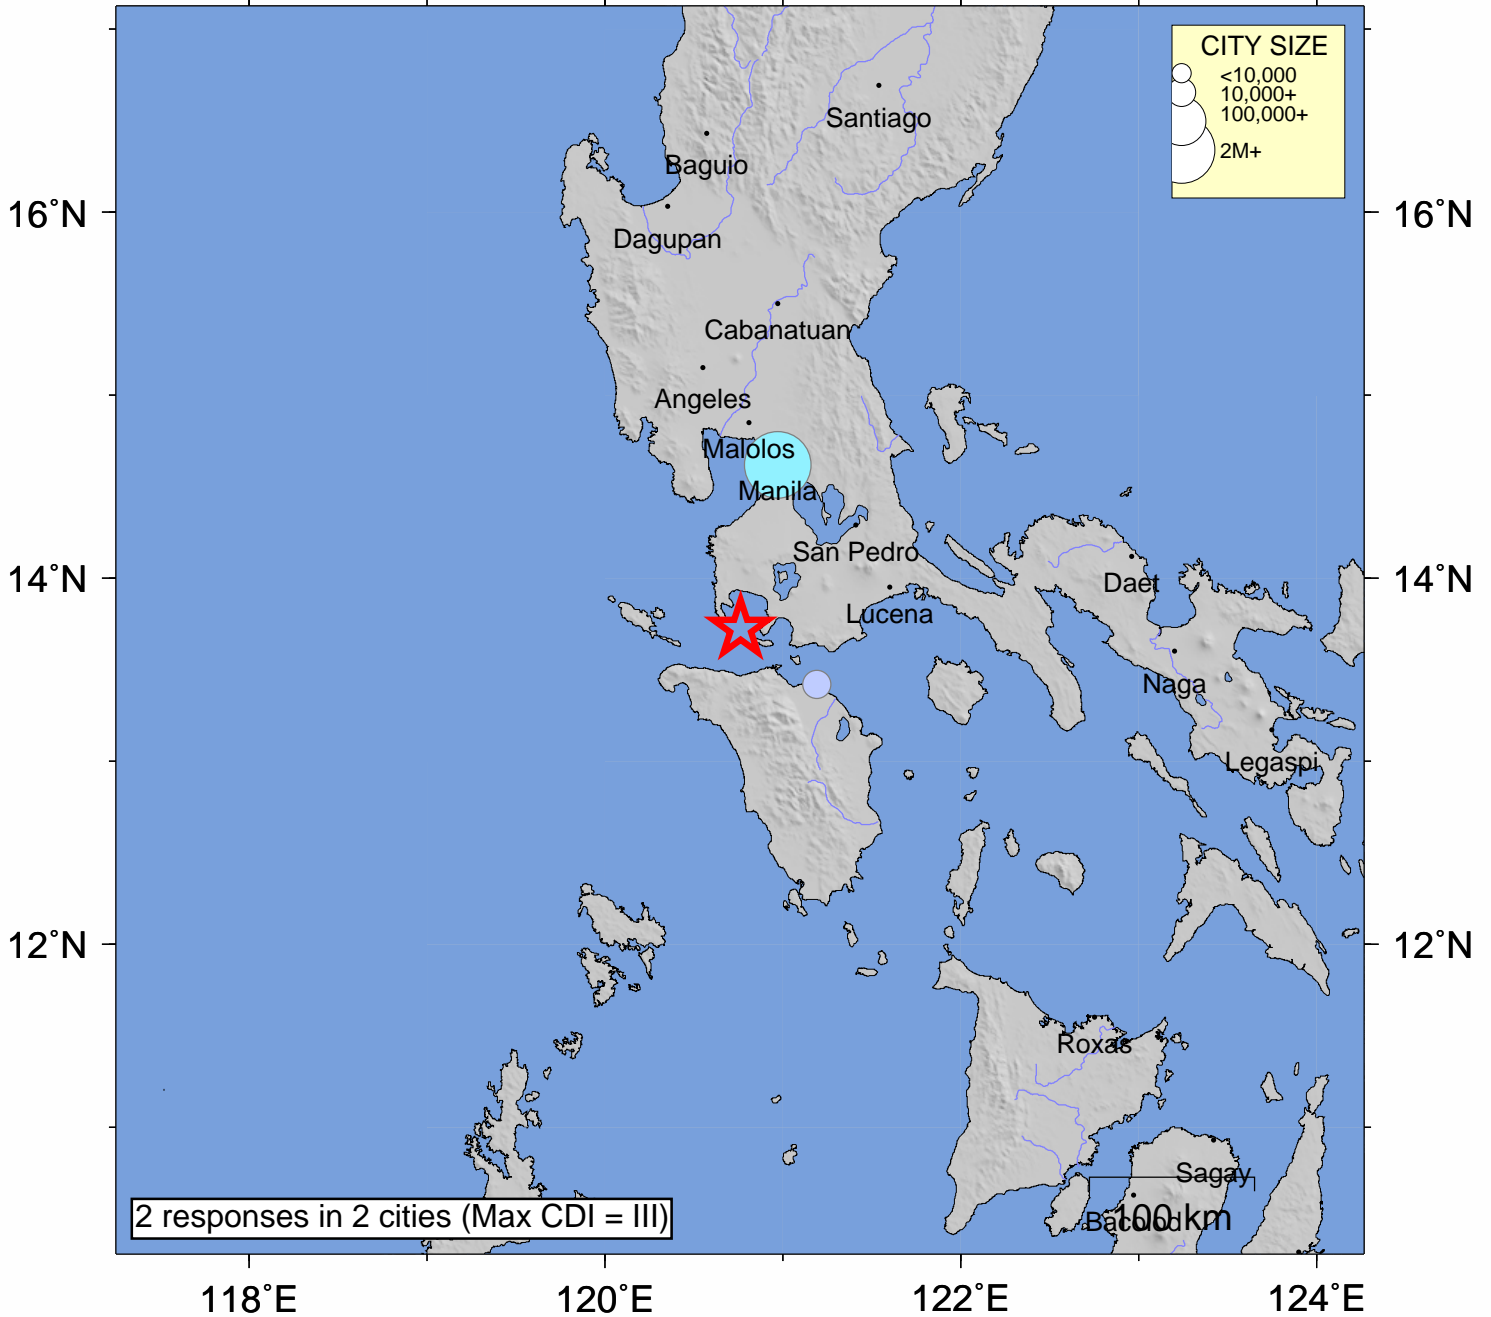 CITY SIZE
<10,000
10,000+
100,000+
2M+
Santiago
Baguio
16°N
16°N
Dagupan
Cabanatuan
Angeles
Malolos
Manila
San Pedro
14°N
14°N
Daet
Lucena
Naga
Legaspi
12°N
12°N
Roxas
Sagay
Bacolod
100 km
2 responses in 2 cities (Max CDI = III)
118°E
120°E
122°E
124°E